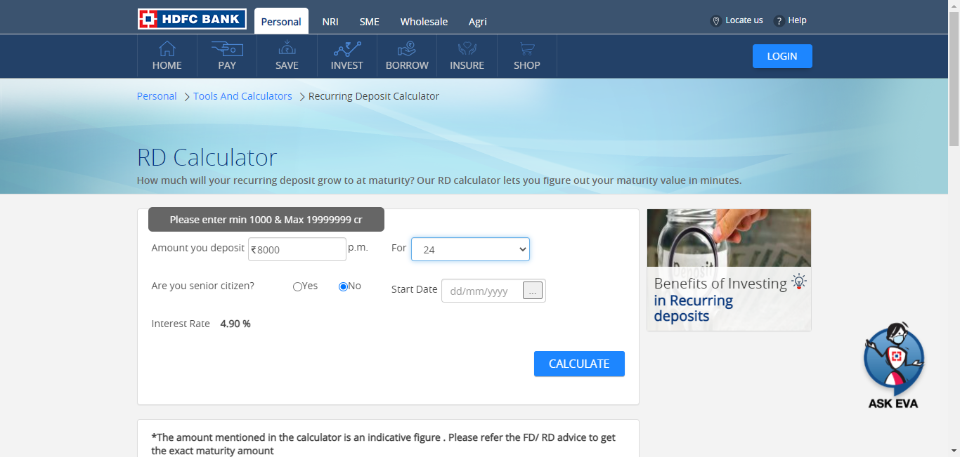 HDFC BANK
Personal
NRI
SME
Wholesale
Agri
Locate us
? Help
HOME
PAY
SAVE
INVEST
BORROW
INSURE
SHOP
LOGIN
Personal > Tools And Calculators > Recurring Deposit Calculator
RD Calculator
How much will your recurring deposit grow to at maturity? Our RD calculator lets you figure out your maturity value in minutes.
Please enter min 1000 & Max 19999999 cr
Amount you deposit ₹8000 p.m.
For 24
Are you senior citizen? Yes No
Start Date dd/mm/yyyy ...
Interest Rate 4.90 %
CALCULATE
Benefits of Investing
in Recurring
deposits
ASK EVA
*The amount mentioned in the calculator is an indicative figure . Please refer the FD/ RD advice to get
the exact maturity amount